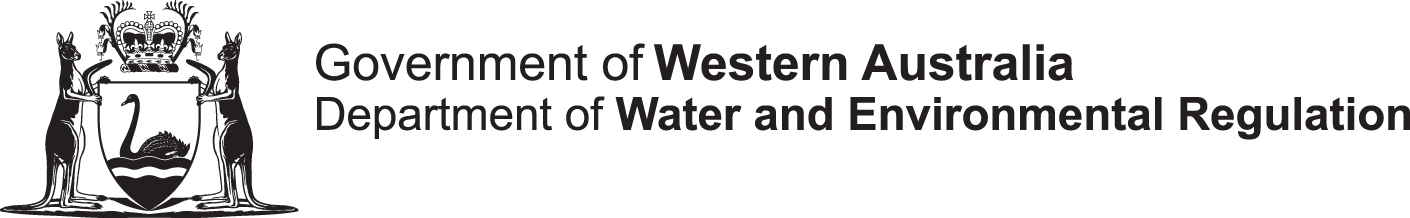 Government of Western Australia
Department of Water and Environmental Regulation